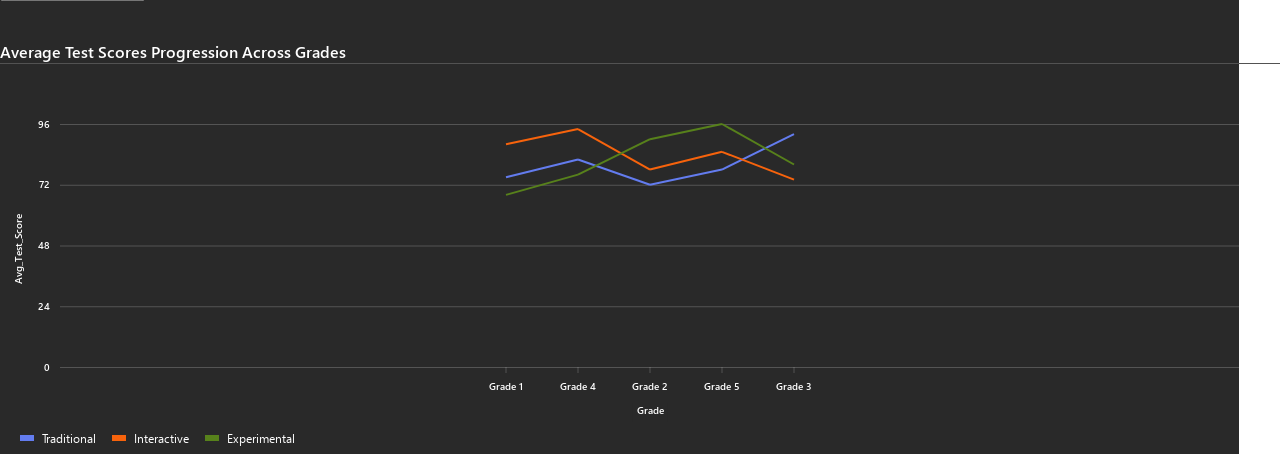 Average Test Scores Progression Across Grades
96
72
48
24
0
Avg_Test_Score
Grade 1 Grade 4 Grade 2 Grade 5 Grade 3
Grade
Traditional Interactive Experimental